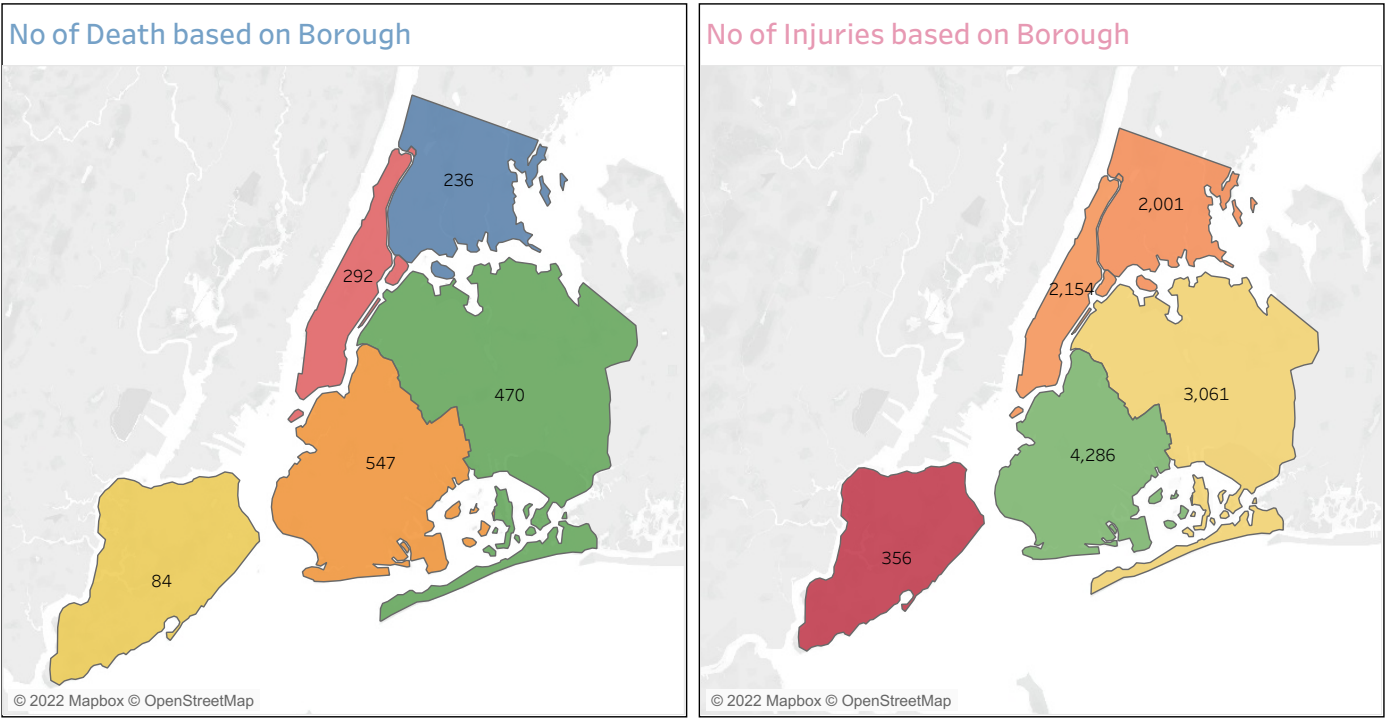 No of Death based on Borough
236
292
470
547
84
© 2022 Mapbox © OpenStreetMap
No of Injuries based on Borough
2,001
2,154
3,061
4,286
356
© 2022 Mapbox © OpenStreetMap